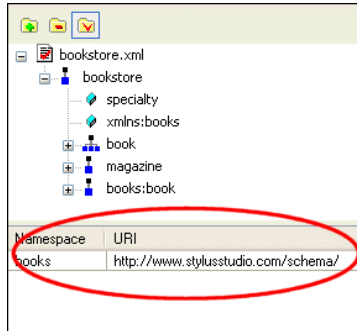 bookstore.xml
bookstore
specialty
xmlns:books
book
magazine
books:book
Namespace URI
books http://www.stylusstudio.com/schema/